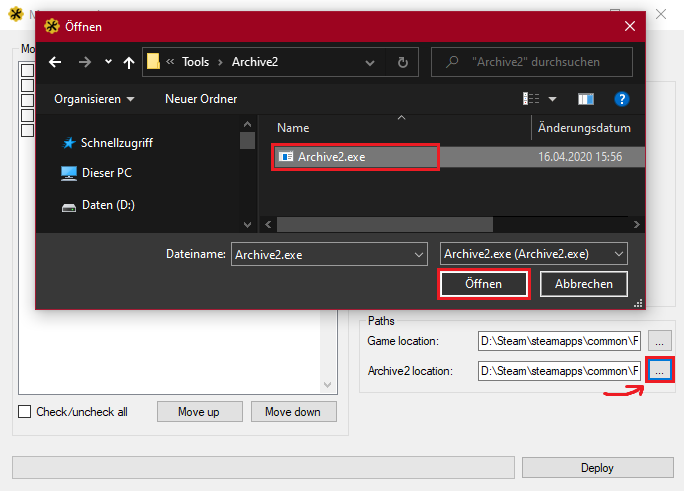 M
Öffnen
Mo
Tools
Archive2
"Archive2" durchsuchen
Organisieren
Neuer Ordner
Name
Änderungsdatum
Schnellzugriff
Archive2.exe
16.04.2020 15:56
Dieser PC
Daten (D:)
Dateiname:
Archive2.exe
Archive2.exe (Archive2.exe)
Öffnen
Abbrechen
Paths
Game location:
D:\Steam\steamapps\common\F
...
Archive2 location:
D:\Steam\steamapps\common\F
...
Check/uncheck all
Move up
Move down
Deploy